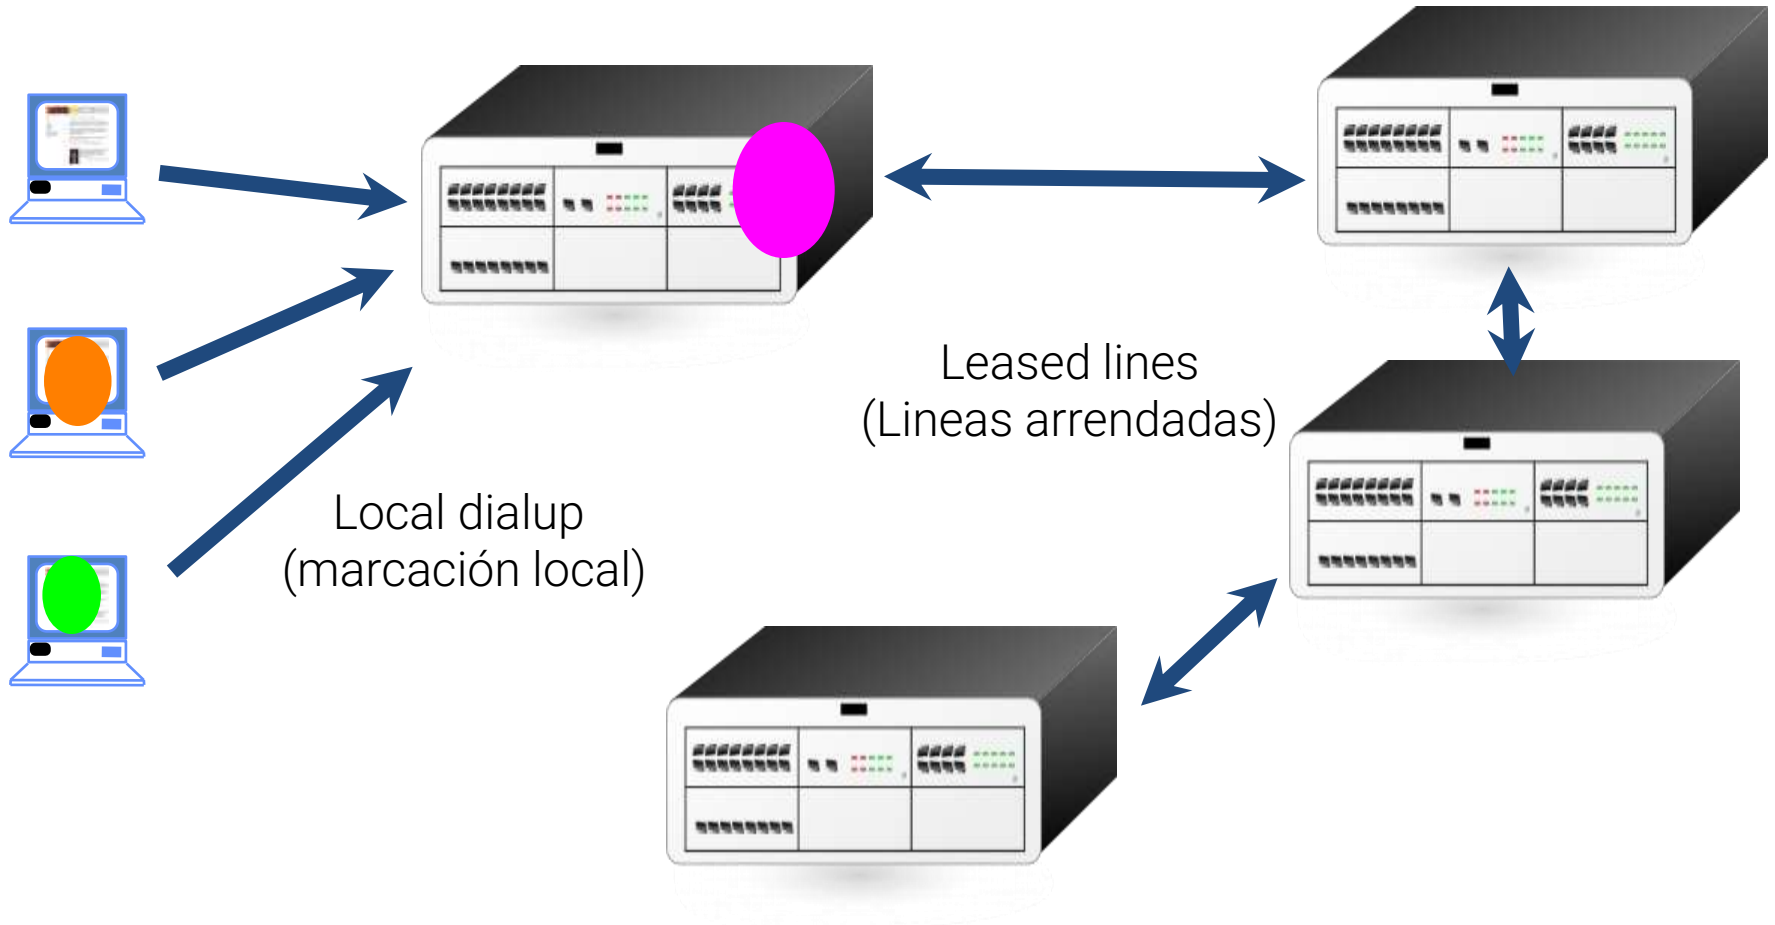 Leased lines
(Lineas arrendadas)
Local dialup
(marcación local)